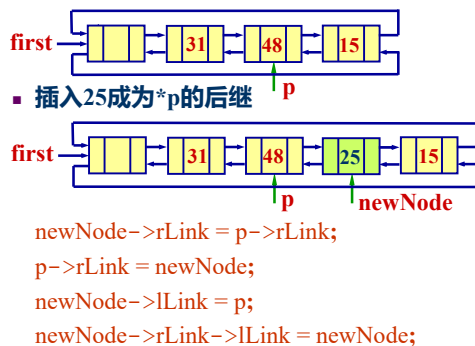 first
31 48 15
p
▪ 插入25成为*p的后继
first
31 48 25 15
p newNode
newNode->rLink = p->rLink;
p->rLink = newNode;
newNode->lLink = p;
newNode->rLink->lLink = newNode;